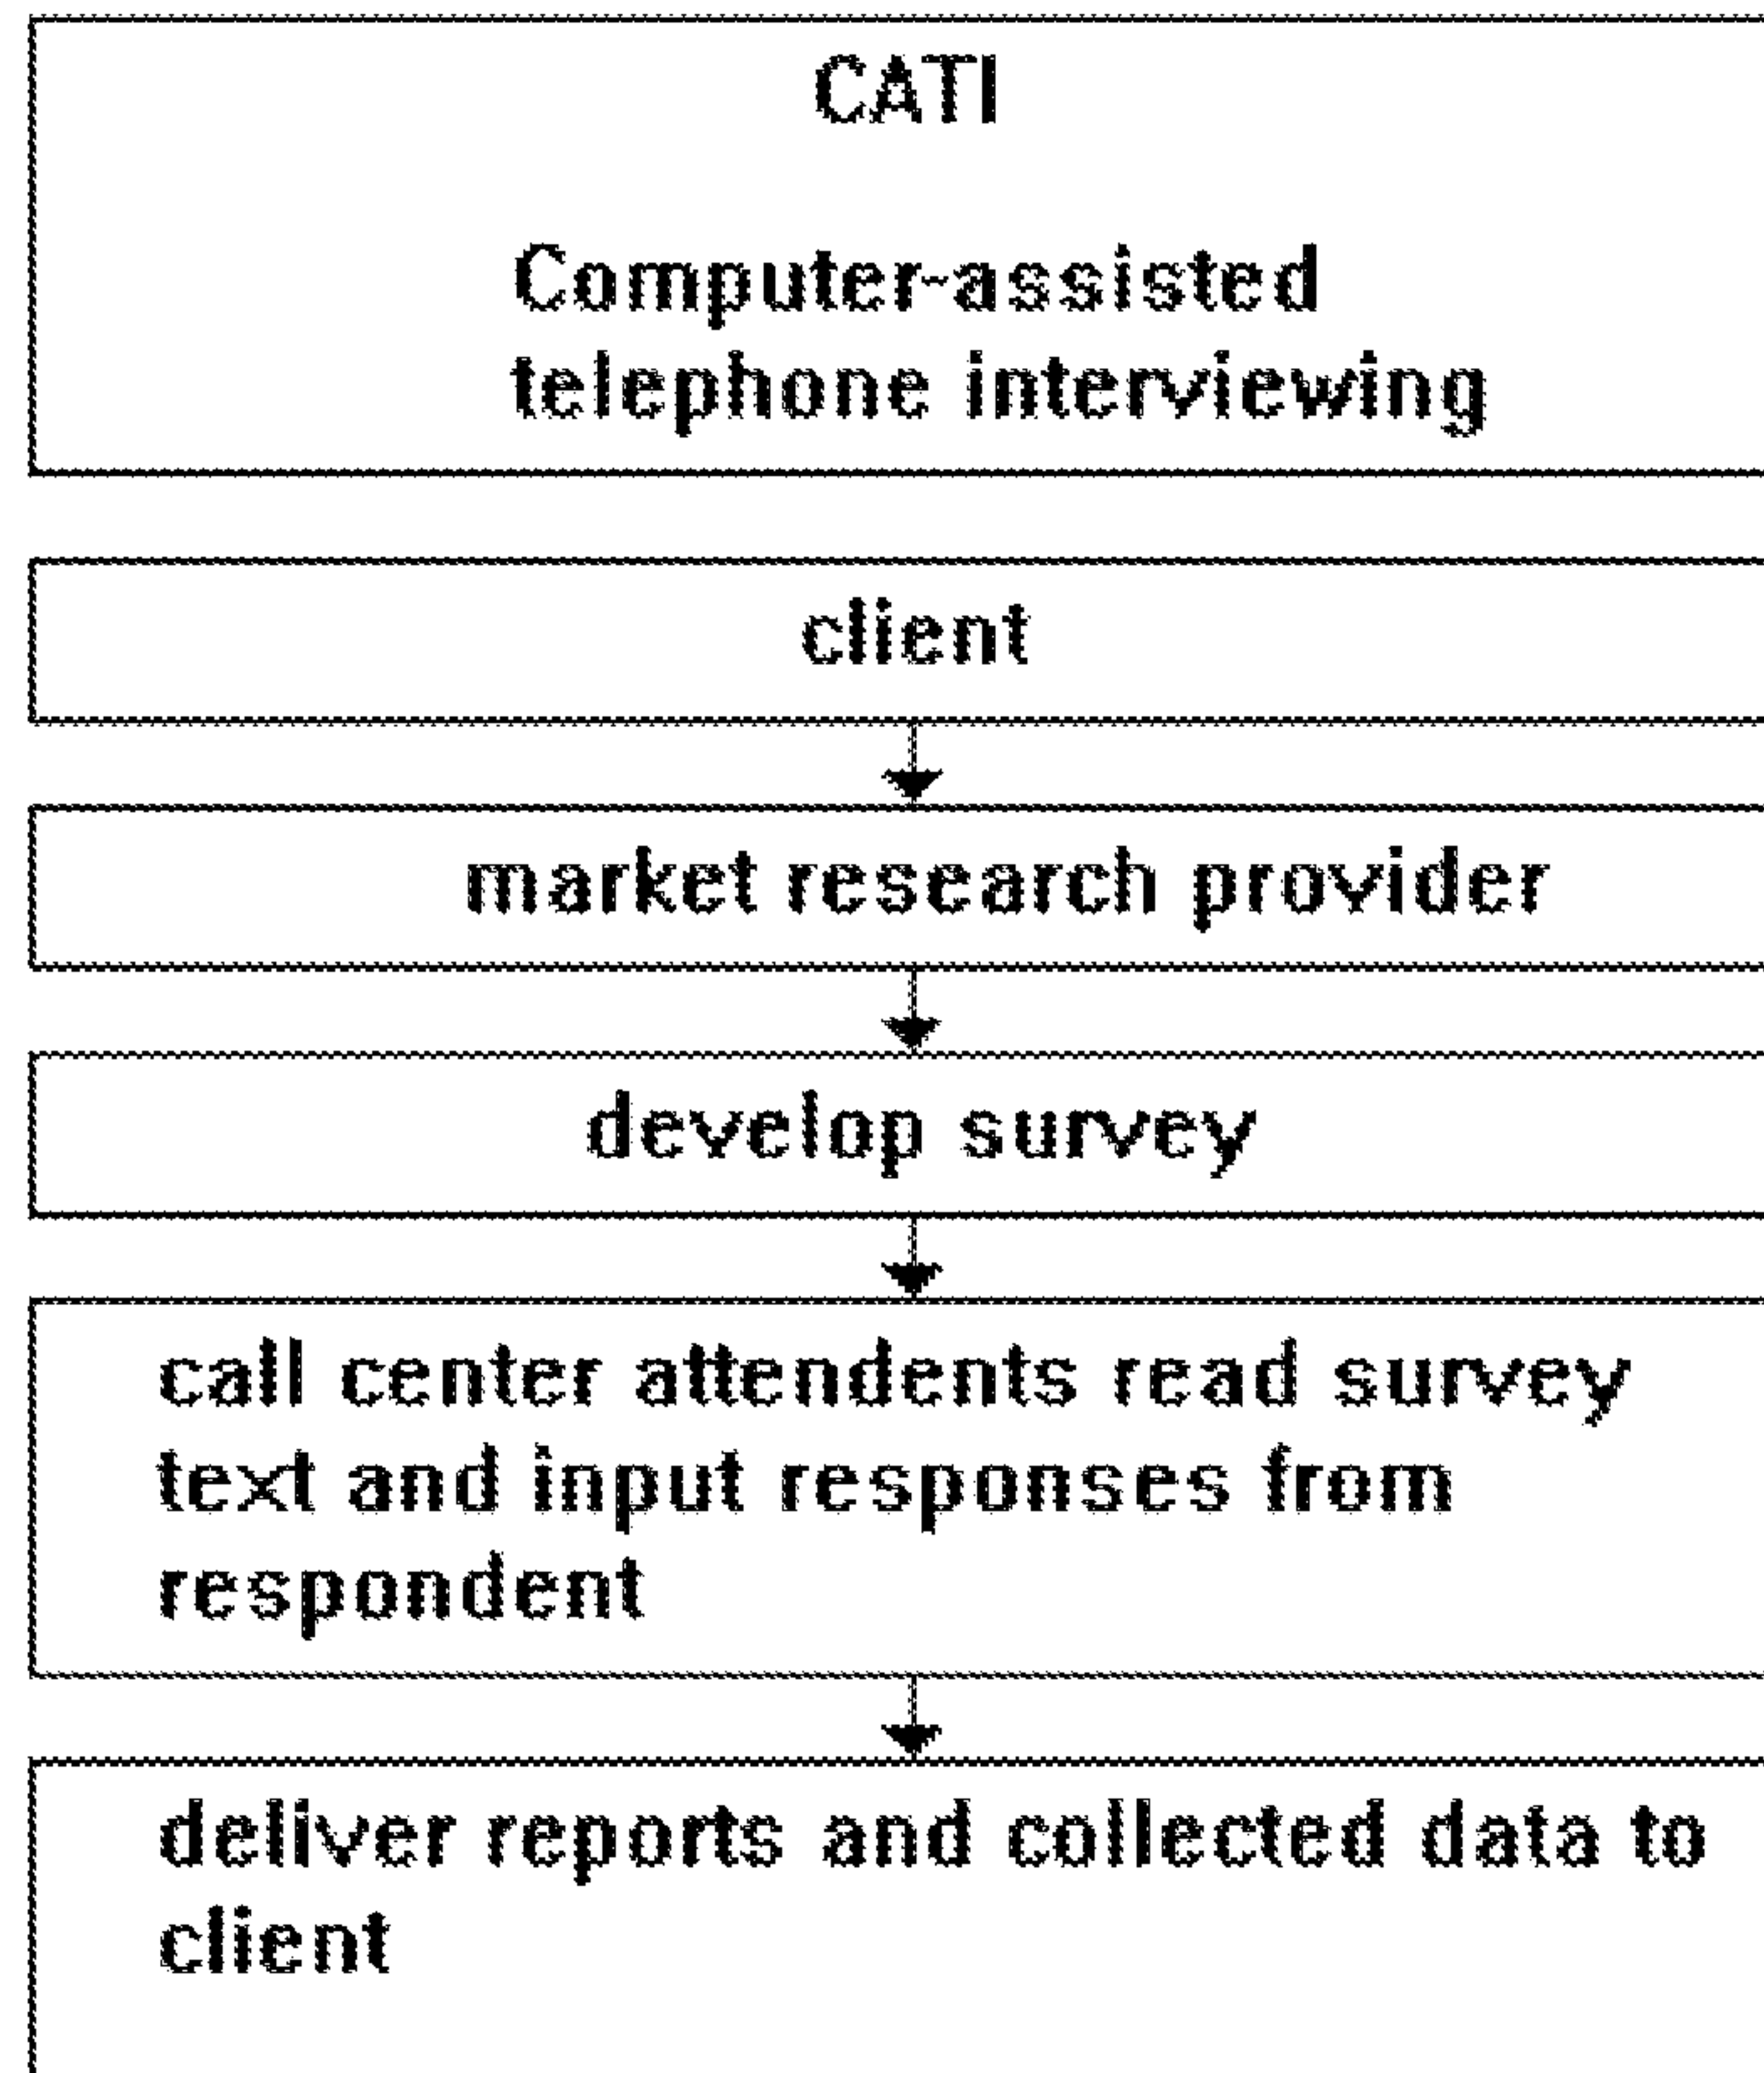 CATI
Computer-assisted
telephone interviewing
client
market research provider
develop survey
call center attendents read survey
text and input responses from
respondent
deliver reports and collected data to
client